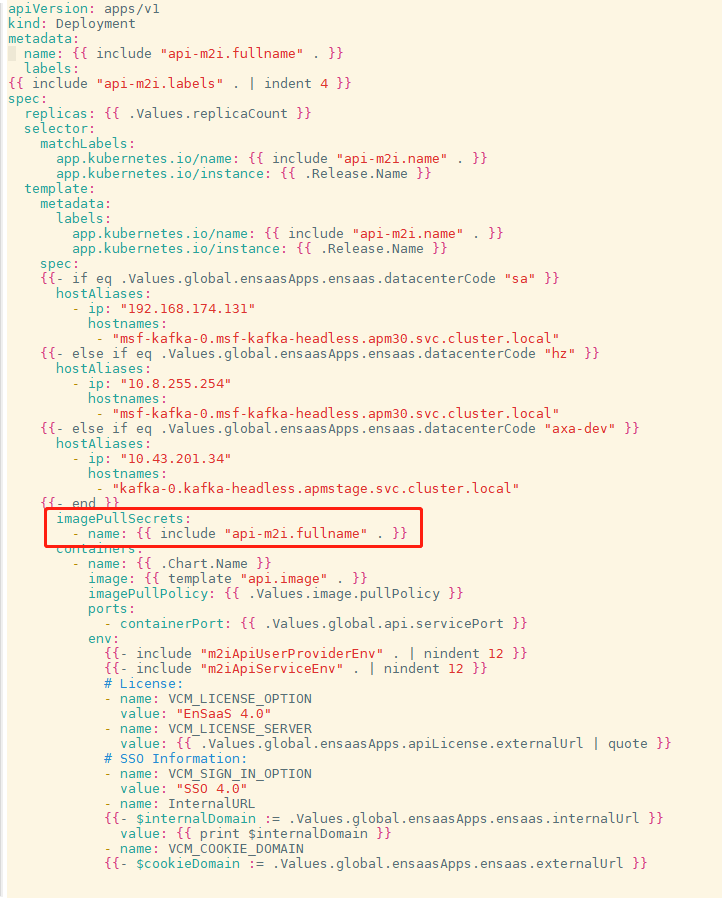 apiVersion: apps/v1
kind: Deployment
metadata:
  name: {{ include "api-m2i.fullname" . }}
  labels:
{{ include "api-m2i.labels" . | indent 4 }}
spec:
  replicas: {{ .Values.replicaCount }}
  selector:
    matchLabels:
      app.kubernetes.io/name: {{ include "api-m2i.name" . }}
      app.kubernetes.io/instance: {{ .Release.Name }}
  template:
    metadata:
      labels:
        app.kubernetes.io/name: {{ include "api-m2i.name" . }}
        app.kubernetes.io/instance: {{ .Release.Name }}
    spec:
    {{- if eq .Values.global.ensaasApps.ensaas.datacenterCode "sa" }}
      hostAliases:
        - ip: "192.168.174.131"
          hostnames:
           - "msf-kafka-0.msf-kafka-headless.apm30.svc.cluster.local"
    {{- else if eq .Values.global.ensaasApps.ensaas.datacenterCode "hz" }}
      hostAliases:
        - ip: "10.8.255.254"
          hostnames:
           - "msf-kafka-0.msf-kafka-headless.apm30.svc.cluster.local"
    {{- else if eq .Values.global.ensaasApps.ensaas.datacenterCode "axa-dev" }}
      hostAliases:
        - ip: "10.43.201.34"
          hostnames:
           - "kafka-0.kafka-headless.apmstage.svc.cluster.local"
    {{- end }}
      imagePullSecrets:
        - name: {{ include "api-m2i.fullname" . }}
      containers:
        - name: {{ .Chart.Name }}
          image: {{ template "api.image" . }}
          imagePullPolicy: {{ .Values.image.pullPolicy }}
          ports:
            - containerPort: {{ .Values.global.api.servicePort }}
          env:
            {{- include "m2iApiUserProviderEnv" . | nindent 12 }}
            {{- include "m2iApiServiceEnv" . | nindent 12 }}
            # License:
            - name: VCM_LICENSE_OPTION
              value: "EnSaaS 4.0"
            - name: VCM_LICENSE_SERVER
              value: {{ .Values.global.ensaasApps.apiLicense.externalUrl | quote }}
            # SSO Information:
            - name: VCM_SIGN_IN_OPTION
              value: "SSO 4.0"
            - name: InternalURL
            {{- $internalDomain := .Values.global.ensaasApps.ensaas.internalUrl }}
              value: {{ print $internalDomain }}
            - name: VCM_COOKIE_DOMAIN
            {{- $cookieDomain := .Values.global.ensaasApps.ensaas.externalUrl }}